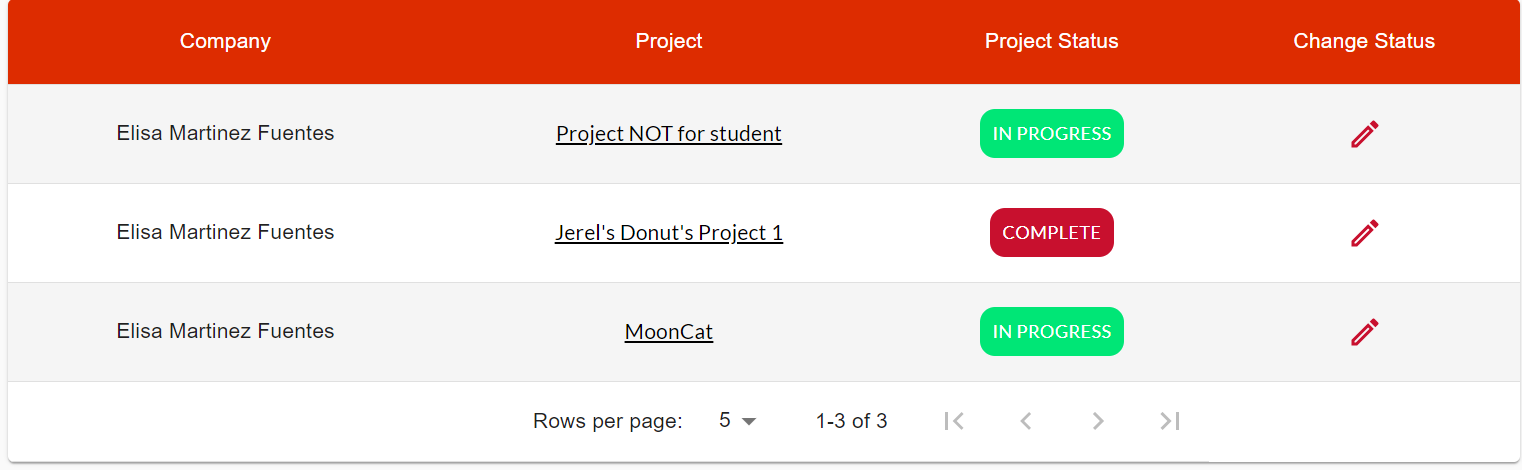 Company Project Project Status Change Status
Elisa Martinez Fuentes Project NOT for student IN PROGRESS
Elisa Martinez Fuentes Jerel's Donut's Project 1 COMPLETE
Elisa Martinez Fuentes MoonCat IN PROGRESS
Rows per page: 5 1-3 of 3